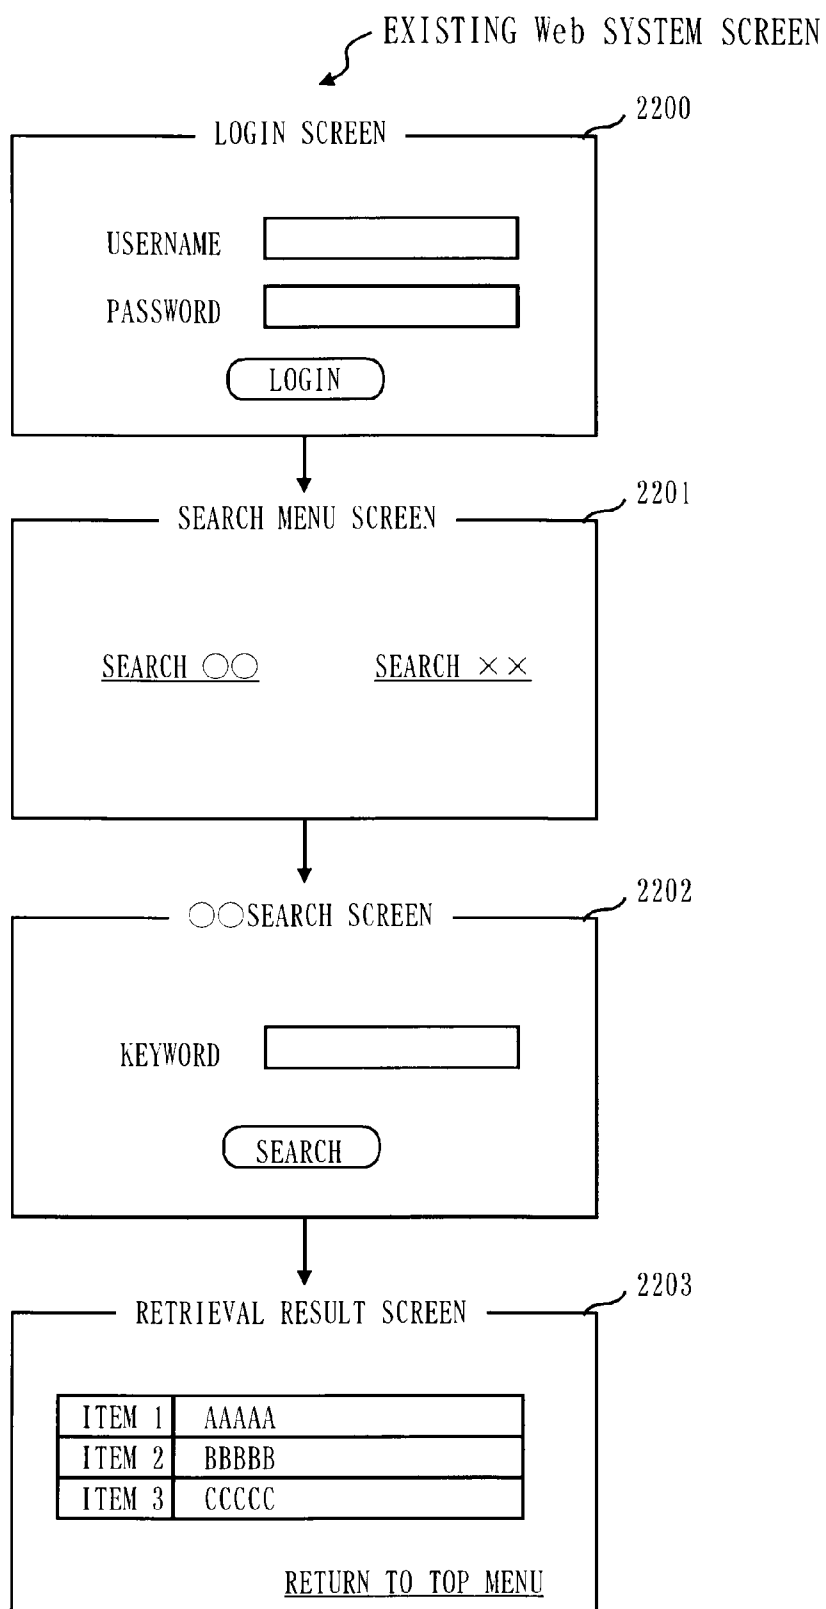 EXISTING Web SYSTEM SCREEN
2200
LOGIN SCREEN
USERNAME
PASSWORD
LOGIN
2201
SEARCH MENU SCREEN
SEARCH ○○ SEARCH ××
2202
○○SEARCH SCREEN
KEYWORD
SEARCH
2203
RETRIEVAL RESULT SCREEN
ITEM 1 AAAAA
ITEM 2 BBBBB
ITEM 3 CCCCC
RETURN TO TOP MENU